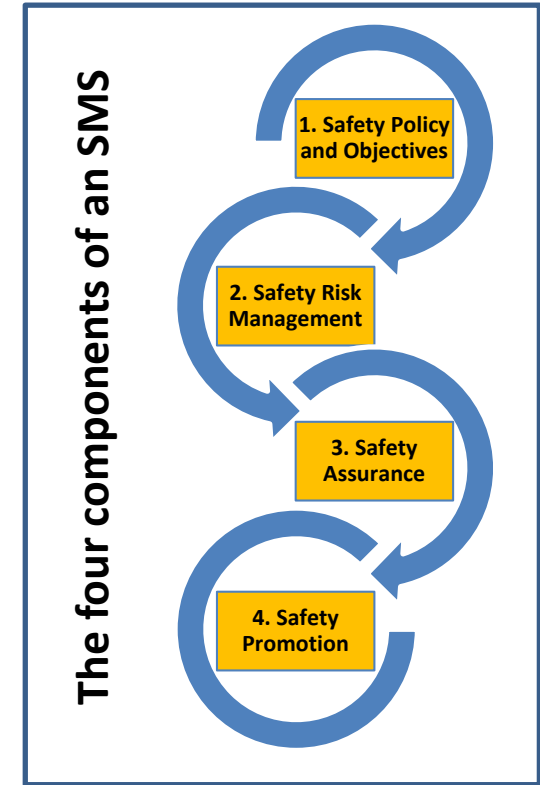 The four components of an SMS
1. Safety Policy
and Objectives
2. Safety Risk
Management
3. Safety
Assurance
4. Safety
Promotion